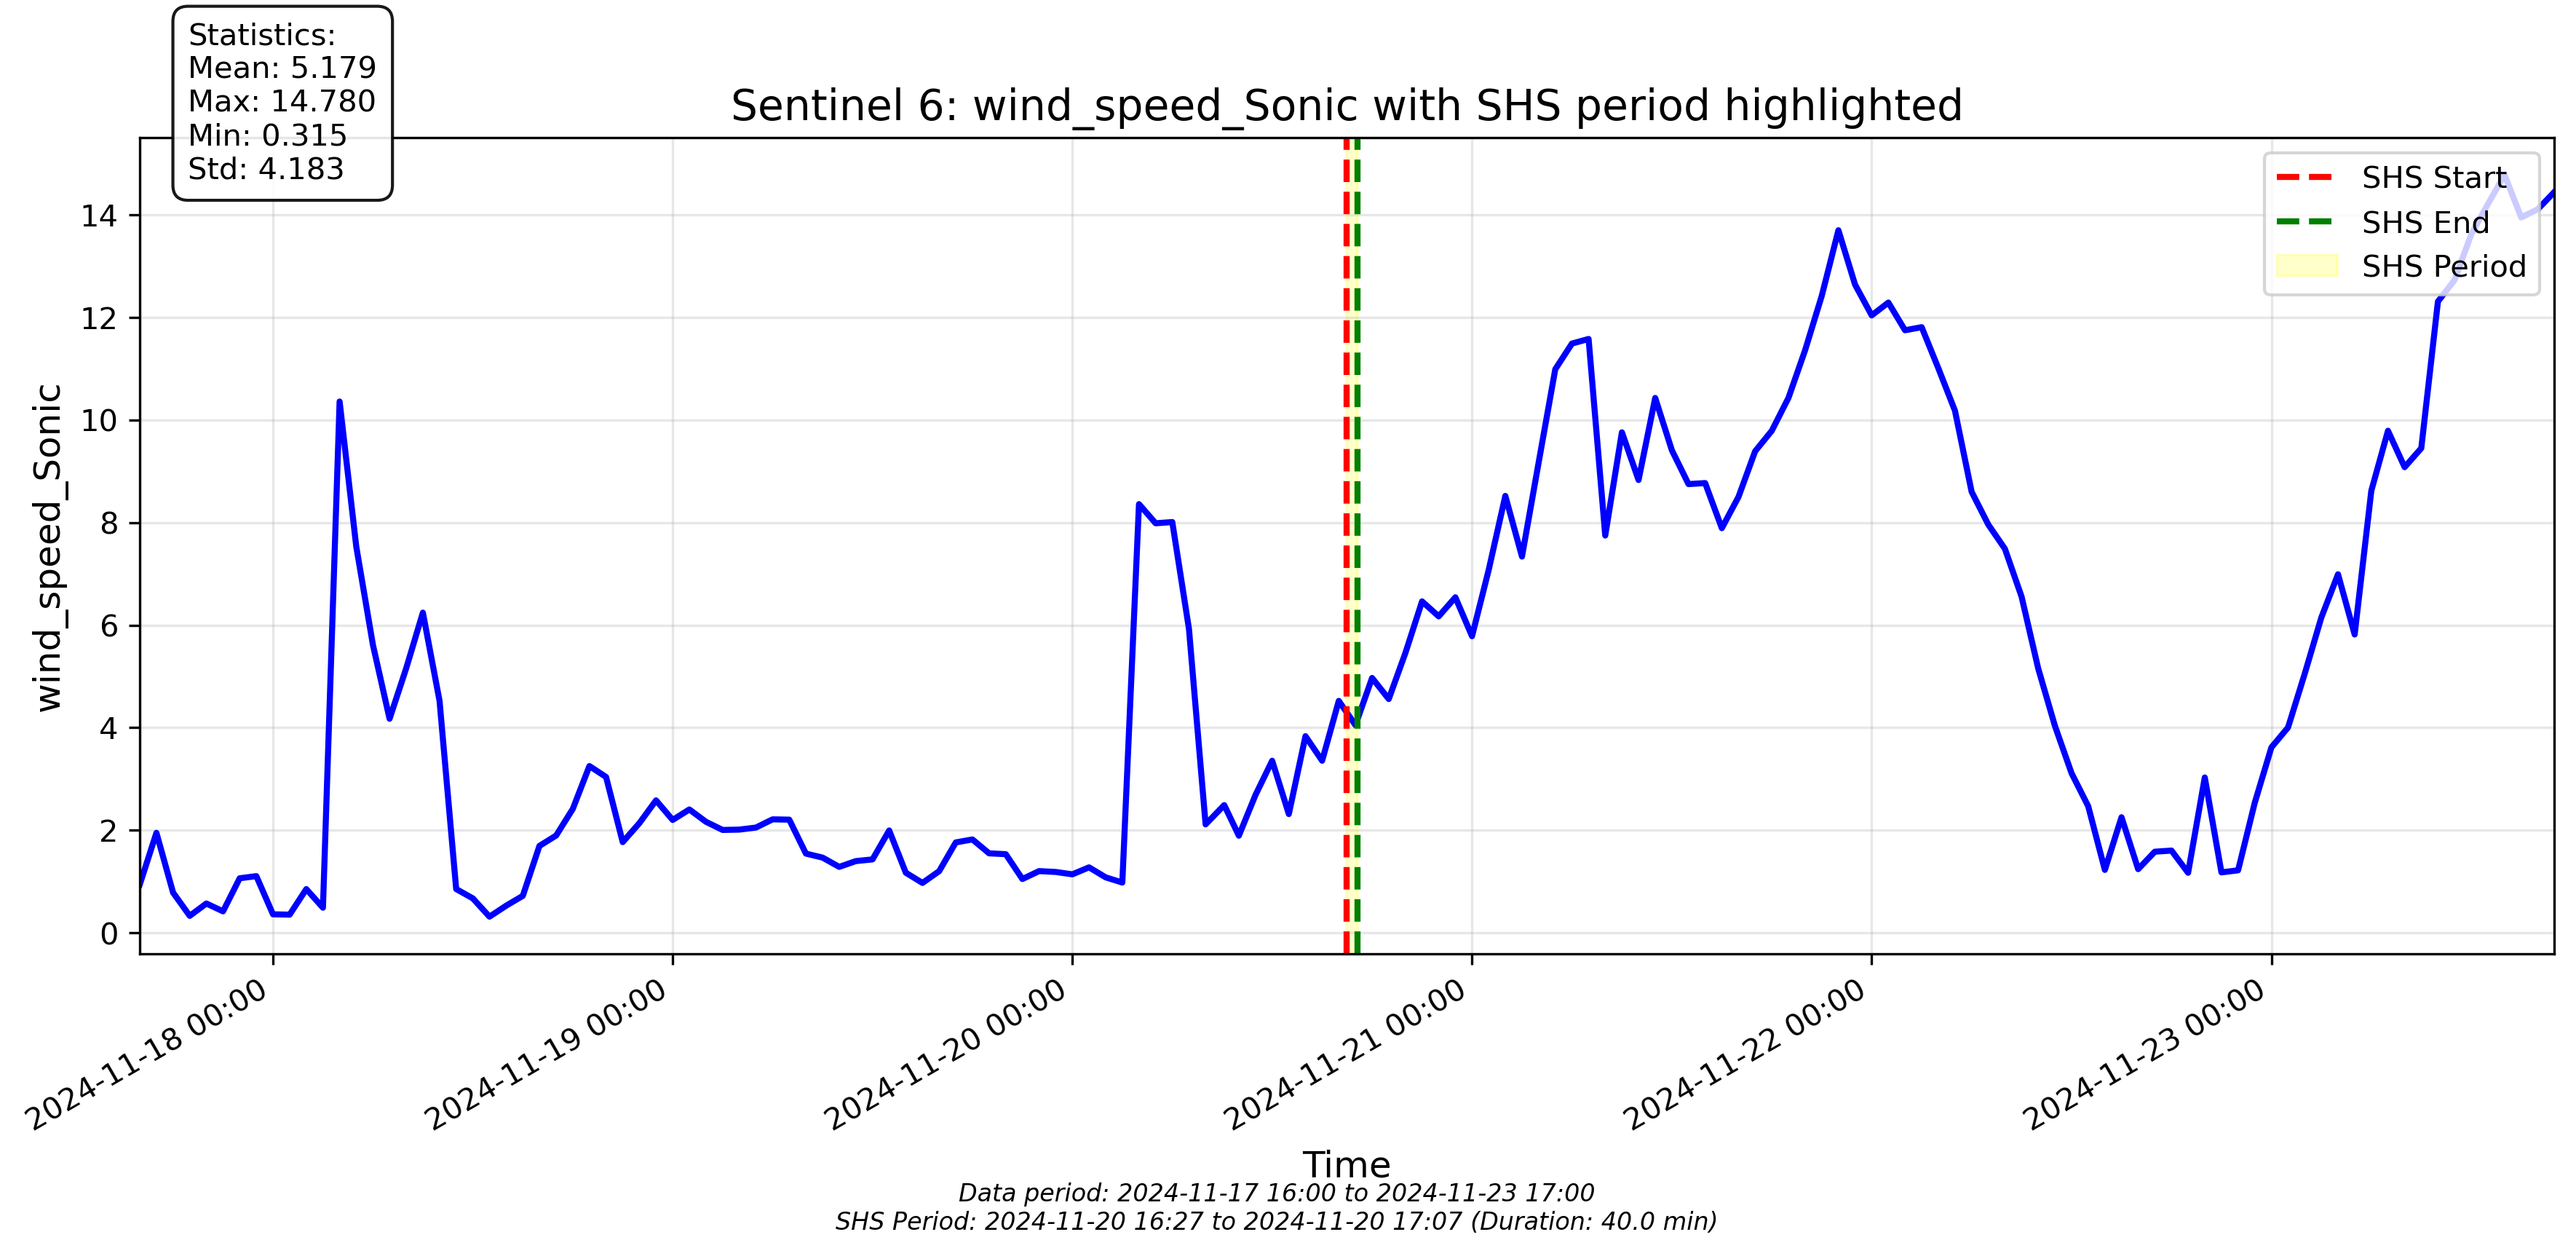 Statistics:
Mean: 5.179
Max: 14.780
Min: 0.315
Std: 4.183
Sentinel 6: wind_speed_Sonic with SHS period highlighted
SHS Start
SHS End
SHS Period
wind_speed_Sonic
14
12
10
8
6
4
2
0
2024-11-18 00:00
2024-11-19 00:00
2024-11-20 00:00
2024-11-21 00:00
2024-11-22 00:00
2024-11-23 00:00
Time
Data period: 2024-11-17 16:00 to 2024-11-23 17:00
SHS Period: 2024-11-20 16:27 to 2024-11-20 17:07 (Duration: 40.0 min)